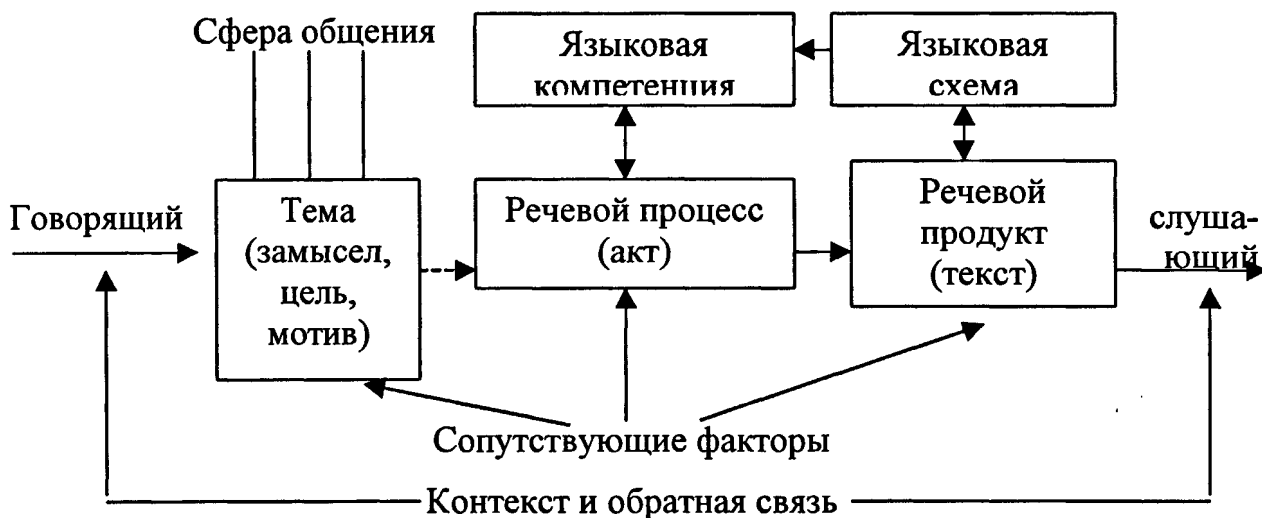 Сфера общения
Языковая
компетенция
Языковая
схема
Говорящий
Тема
(замысел,
цель,
мотив)
Речевой процесс
(акт)
Речевой
продукт
(текст)
слуша-
ющий
Сопутствующие факторы
Контекст и обратная связь